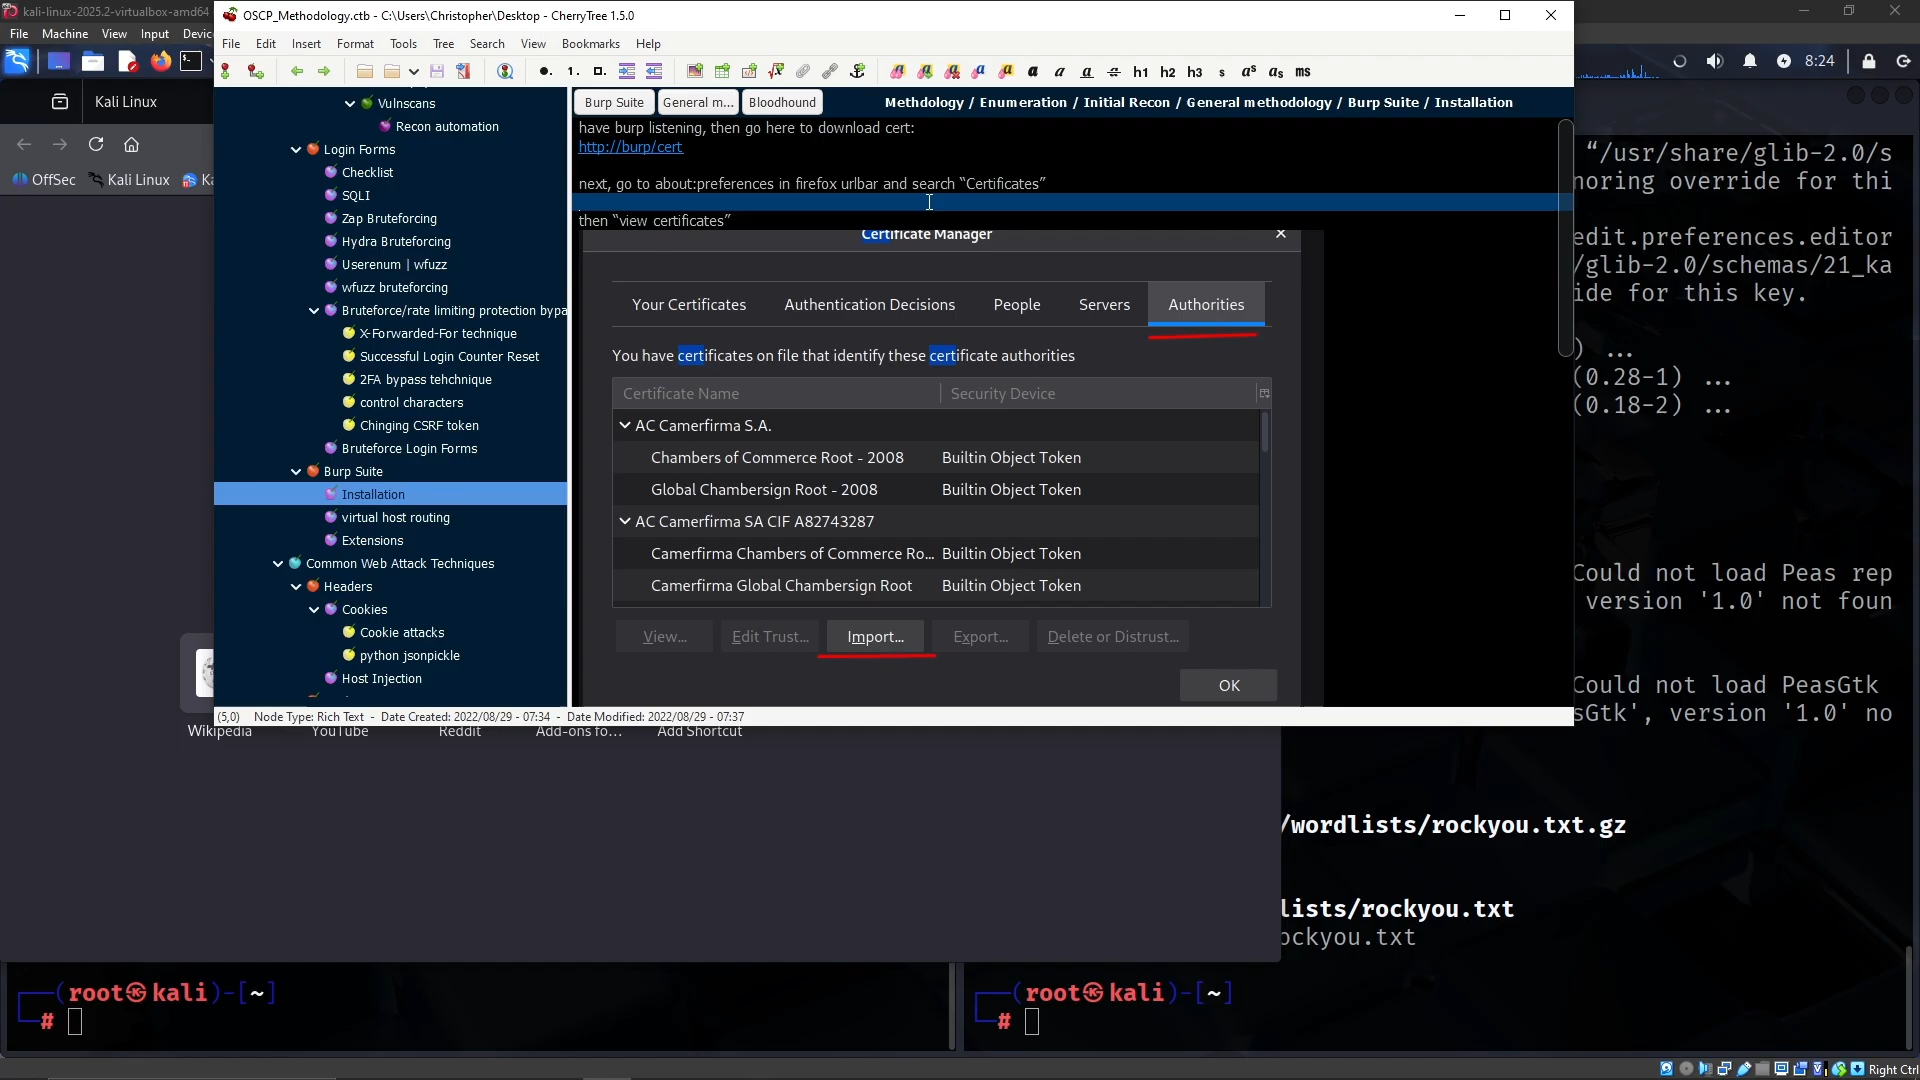 kali-linux-2025.2-virtualbox-amd64
File Machine View Input Devic
8:24
Kali Linux
OffSec Kali Linux Ka
OSCP_Methodology.ctb - C:\Users\Christopher\Desktop - CherryTree 1.5.0
File Edit Insert Format Tools Tree Search View Bookmarks Help
h1 h2 h3 s as as ms
Vulnscans
Recon automation
Login Forms
Checklist
SQLI
Zap Bruteforcing
Hydra Bruteforcing
Userenum | wfuzz
wfuzz bruteforcing
Bruteforce/rate limiting protection bypa
X-Forwarded-For technique
Successful Login Counter Reset
2FA bypass tehchnique
control characters
Chinging CSRF token
Bruteforce Login Forms
Burp Suite
Installation
virtual host routing
Extensions
Common Web Attack Techniques
Headers
Cookies
Cookie attacks
python jsonpickle
Host Injection
Burp Suite General m... Bloodhound
Methdology / Enumeration / Initial Recon / General methodology / Burp Suite / Installation
have burp listening, then go here to download cert:
http://burp/cert
next, go to about:preferences in firefox urlbar and search “Certificates”
then “view certificates”
Certificate Manager
Your Certificates Authentication Decisions People Servers Authorities
You have certificates on file that identify these certificate authorities
Certificate Name Security Device
AC Camerfirma S.A.
Chambers of Commerce Root - 2008 Builtin Object Token
Global Chambersign Root - 2008 Builtin Object Token
AC Camerfirma SA CIF A82743287
Camerfirma Chambers of Commerce Ro... Builtin Object Token
Camerfirma Global Chambersign Root Builtin Object Token
View... Edit Trust... Import... Export... Delete or Distrust...
OK
(5,0) Node Type: Rich Text - Date Created: 2022/08/29 - 07:34 - Date Modified: 2022/08/29 - 07:37
Wikipedia YouTube Reddit Add-ons fo... Add Shortcut
“/usr/share/glib-2.0/s
noring override for thi
edit.preferences.editor
/glib-2.0/schemas/21_ka
ide for this key.
) ...
(0.28-1) ...
(0.18-2) ...
Could not load Peas rep
version '1.0' not foun
Could not load PeasGtk
sGtk', version '1.0' no
/wordlists/rockyou.txt.gz
lists/rockyou.txt
ockyou.txt
(root㉿kali)-[~]
#
(root㉿kali)-[~]
#
Right Ctrl